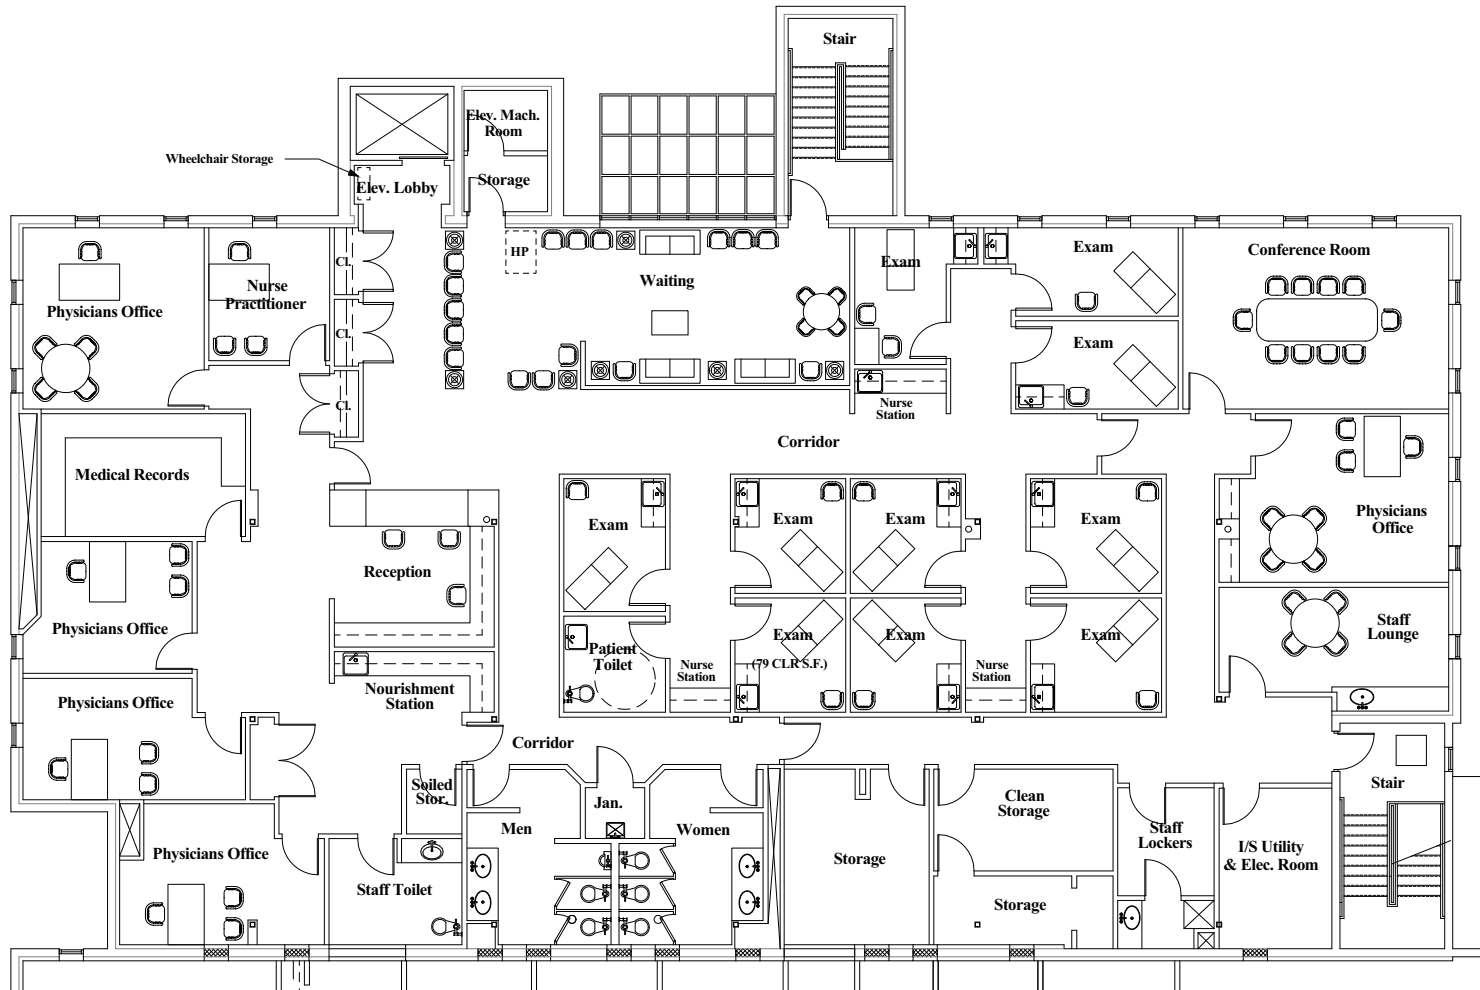 Stair
Elev. Mach.
Room
Wheelchair Storage
Elev. Lobby
Storage
Physicians Office
Nurse
Practitioner
Cl.
Cl.
Cl.
HP
Waiting
Exam
Exam
Exam
Conference Room
Nurse
Station
Corridor
Medical Records
Exam
Exam
Exam
Exam
Physicians
Office
Reception
Physicians Office
Patient
Toilet
Nurse
Station
Exam
(79 CLR S.F.)
Exam
Nurse
Station
Exam
Staff
Lounge
Physicians Office
Nourishment
Station
Corridor
Soiled
Stor.
Men
Jan.
Women
Storage
Clean
Storage
Staff
Lockers
Stair
I/S Utility
& Elec. Room
Physicians Office
Staff Toilet
Storage